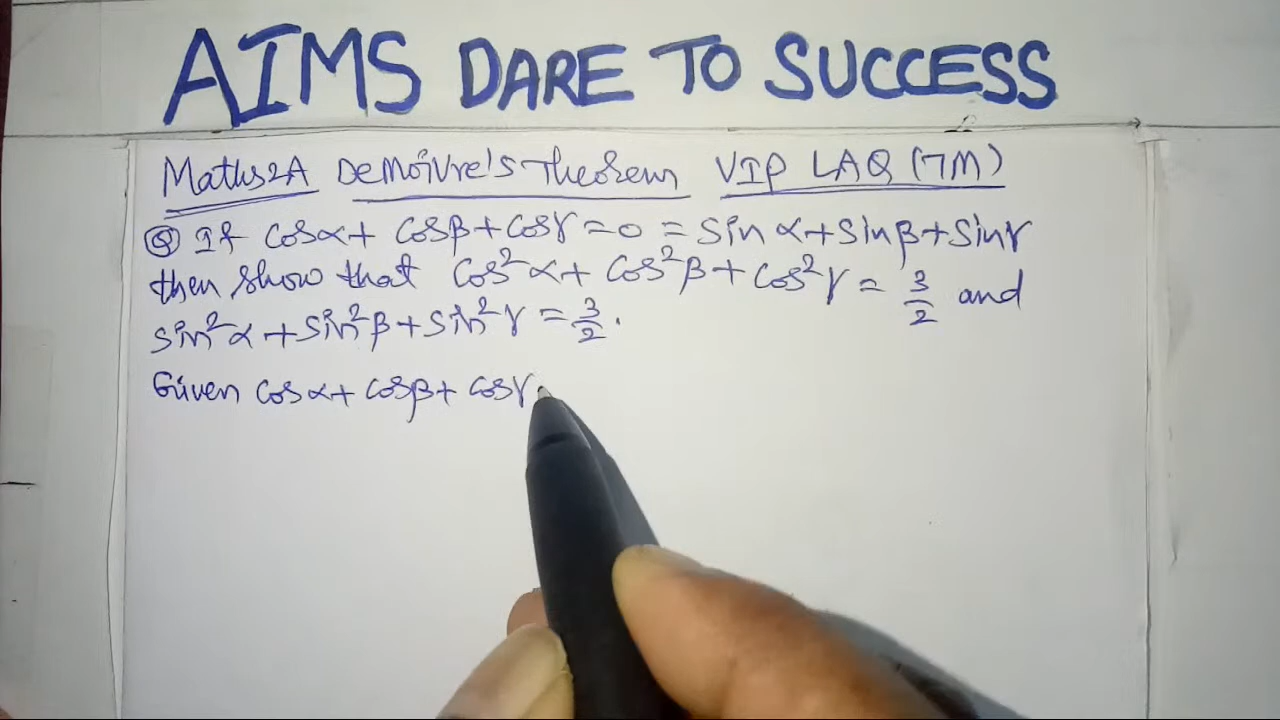 AIMS DARE TO SUCCESS
Maths2A DeMoivre's Theorem VIP LAQ (7M)
Q If cosα + cosβ + cosγ = 0 = sinα + sinβ + sinγ
then show that cos²α + cos²β + cos²γ = 3/2 and
sin²α + sin²β + sin²γ = 3/2.
Given cosα + cosβ + cosγ